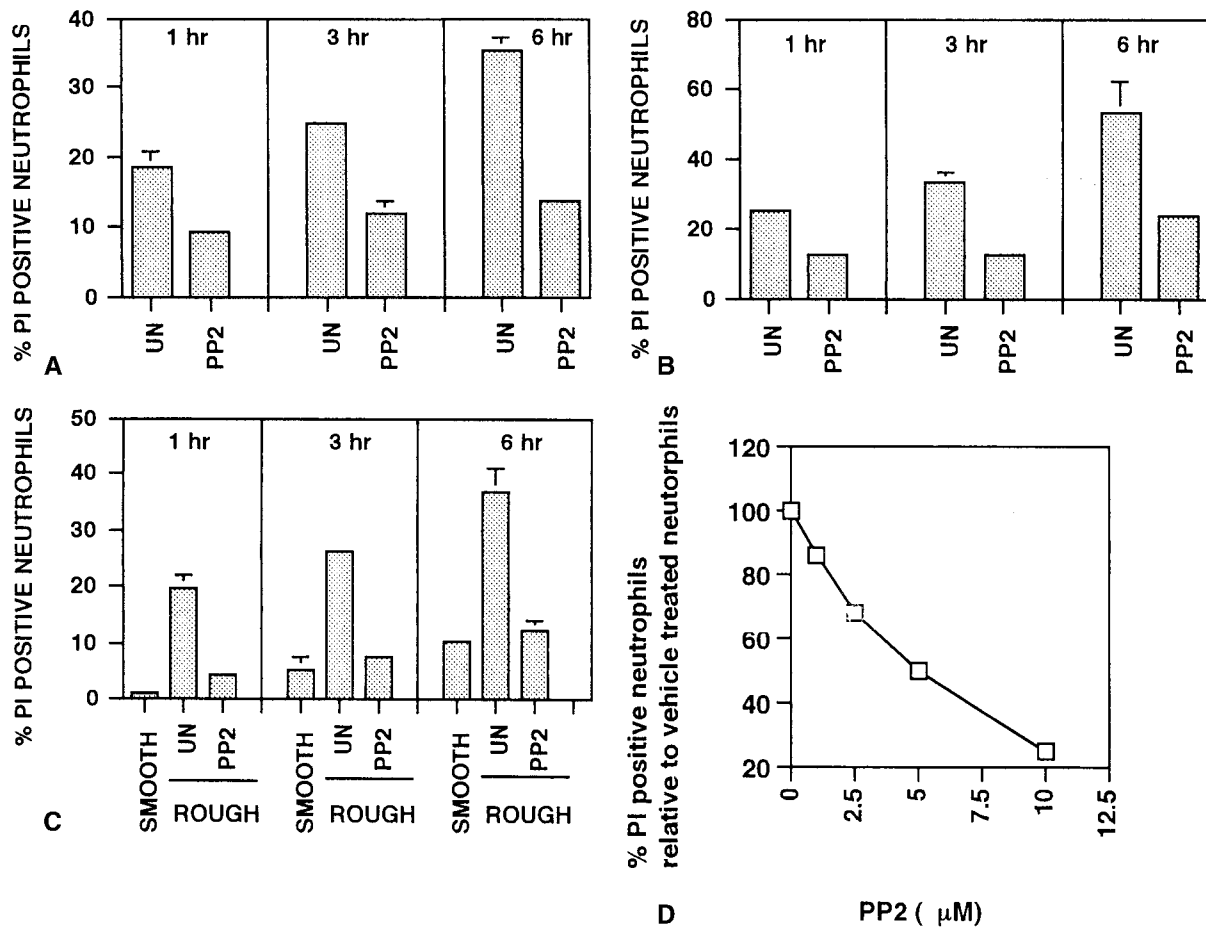 % PI POSITIVE NEUTROPHILS
40
30
20
10
0
1 hr
3 hr
6 hr
UN
PP2
UN
PP2
UN
PP2
A
% PI POSITIVE NEUTROPHILS
80
60
40
20
0
1 hr
3 hr
6 hr
UN
PP2
UN
PP2
UN
PP2
B
% PI POSITIVE NEUTROPHILS
50
40
30
20
10
0
1 hr
3 hr
6 hr
SMOOTH
UN
PP2
ROUGH
SMOOTH
UN
PP2
ROUGH
SMOOTH
UN
PP2
ROUGH
C
% PI positive neutrophils
relative to vehicle treated neutorphils
120
100
80
60
40
20
0
2.5
5
7.5
10
12.5
PP2 ( μM)
D